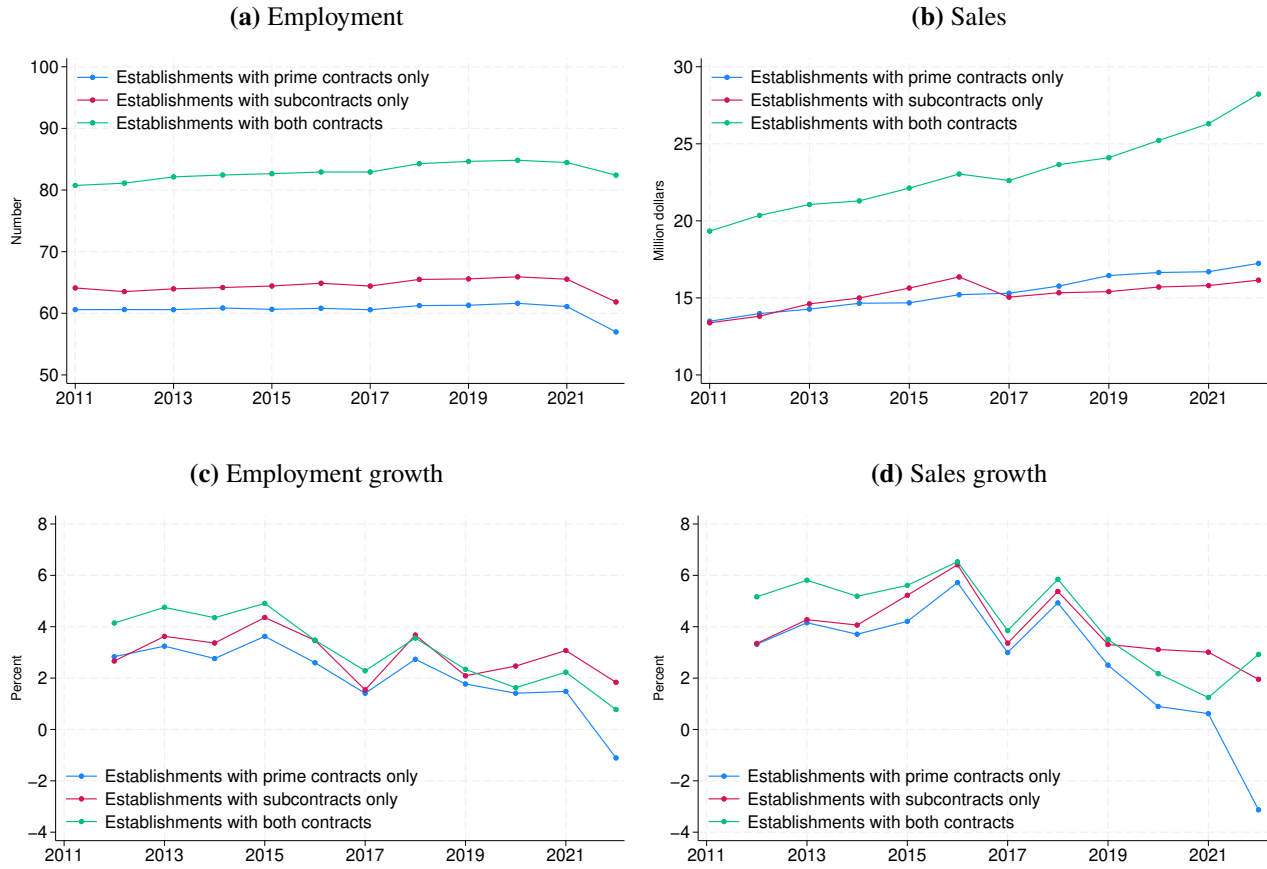 (a) Employment
100
90
80
70
60
50
Number
2011 2013 2015 2017 2019 2021
Establishments with prime contracts only
Establishments with subcontracts only
Establishments with both contracts
(b) Sales
30
25
20
15
10
Million dollars
2011 2013 2015 2017 2019 2021
Establishments with prime contracts only
Establishments with subcontracts only
Establishments with both contracts
(c) Employment growth
8
6
4
2
0
−2
−4
Percent
2011 2013 2015 2017 2019 2021
Establishments with prime contracts only
Establishments with subcontracts only
Establishments with both contracts
(d) Sales growth
8
6
4
2
0
−2
−4
Percent
2011 2013 2015 2017 2019 2021
Establishments with prime contracts only
Establishments with subcontracts only
Establishments with both contracts